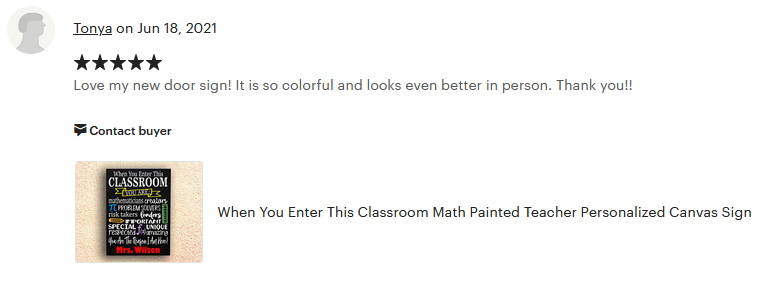 Tonya on Jun 18, 2021
Love my new door sign! It is so colorful and looks even better in person. Thank you!!
Contact buyer
When You Enter This
CLASSROOM
YOU ARE
mathematicians creators
PROBLEM SOLVERS
risk takers leaders
IMPORTANT
SPECIAL & UNIQUE
respected amazing
You Are The Reason I Am Here!
Mrs. Wilson
When You Enter This Classroom Math Painted Teacher Personalized Canvas Sign